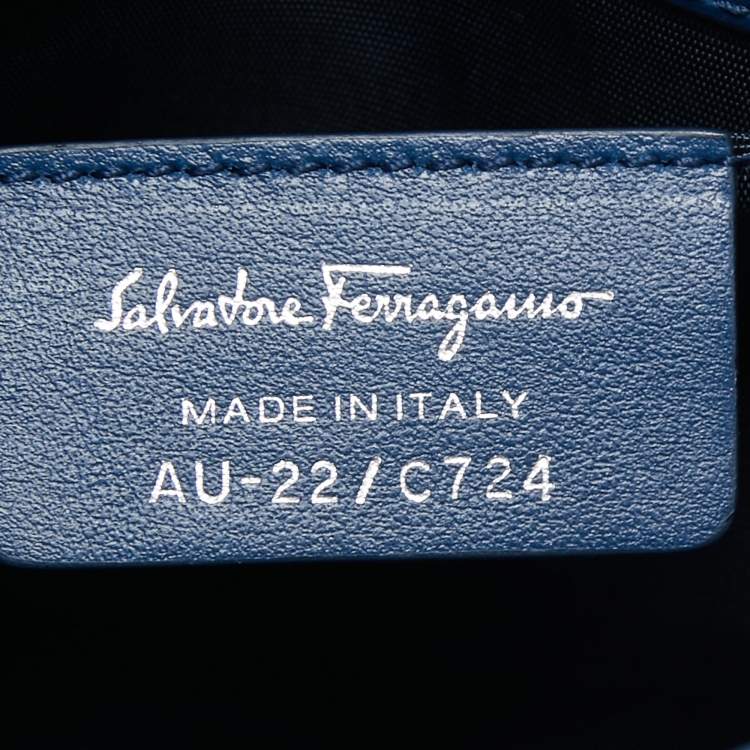 Salvatore Ferragamo
MADE IN ITALY
AU-22/C724